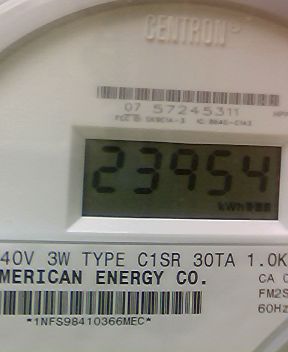 CENTRON®
07 57245311
23954
kWh
40V 3W TYPE C1SR 30TA 1.0K
MERICAN ENERGY CO.
CA 0
FM2S
60Hz
*1NFS98410366MEC*